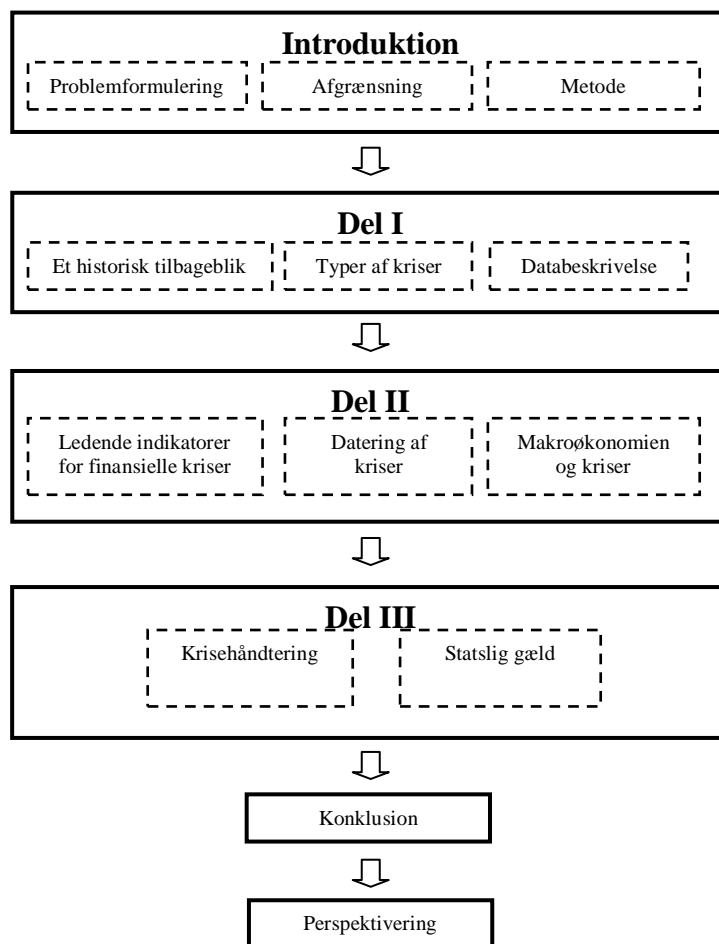 Introduktion
Problemformulering
Afgrænsning
Metode
Del I
Et historisk tilbageblik
Typer af kriser
Databeskrivelse
Del II
Ledende indikatorer
for finansielle kriser
Datering af
kriser
Makroøkonomien
og kriser
Del III
Krisehåndtering
Statslig gæld
Konklusion
Perspektivering